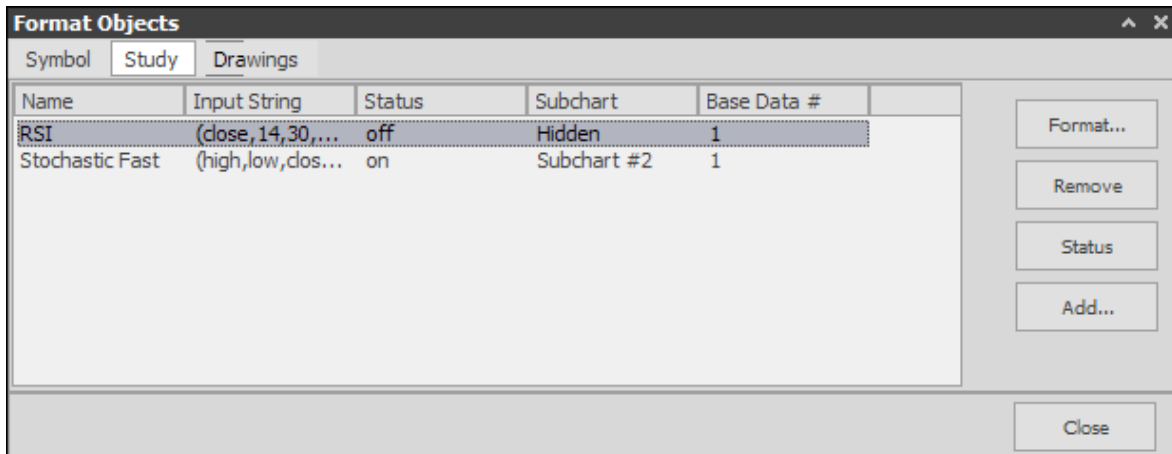 Format Objects
Symbol Study Drawings
Name Input String Status Subchart Base Data #
RSI (close,14,30,... off Hidden 1
Stochastic Fast (high,low,clos... on Subchart #2 1
Format...
Remove
Status
Add...
Close